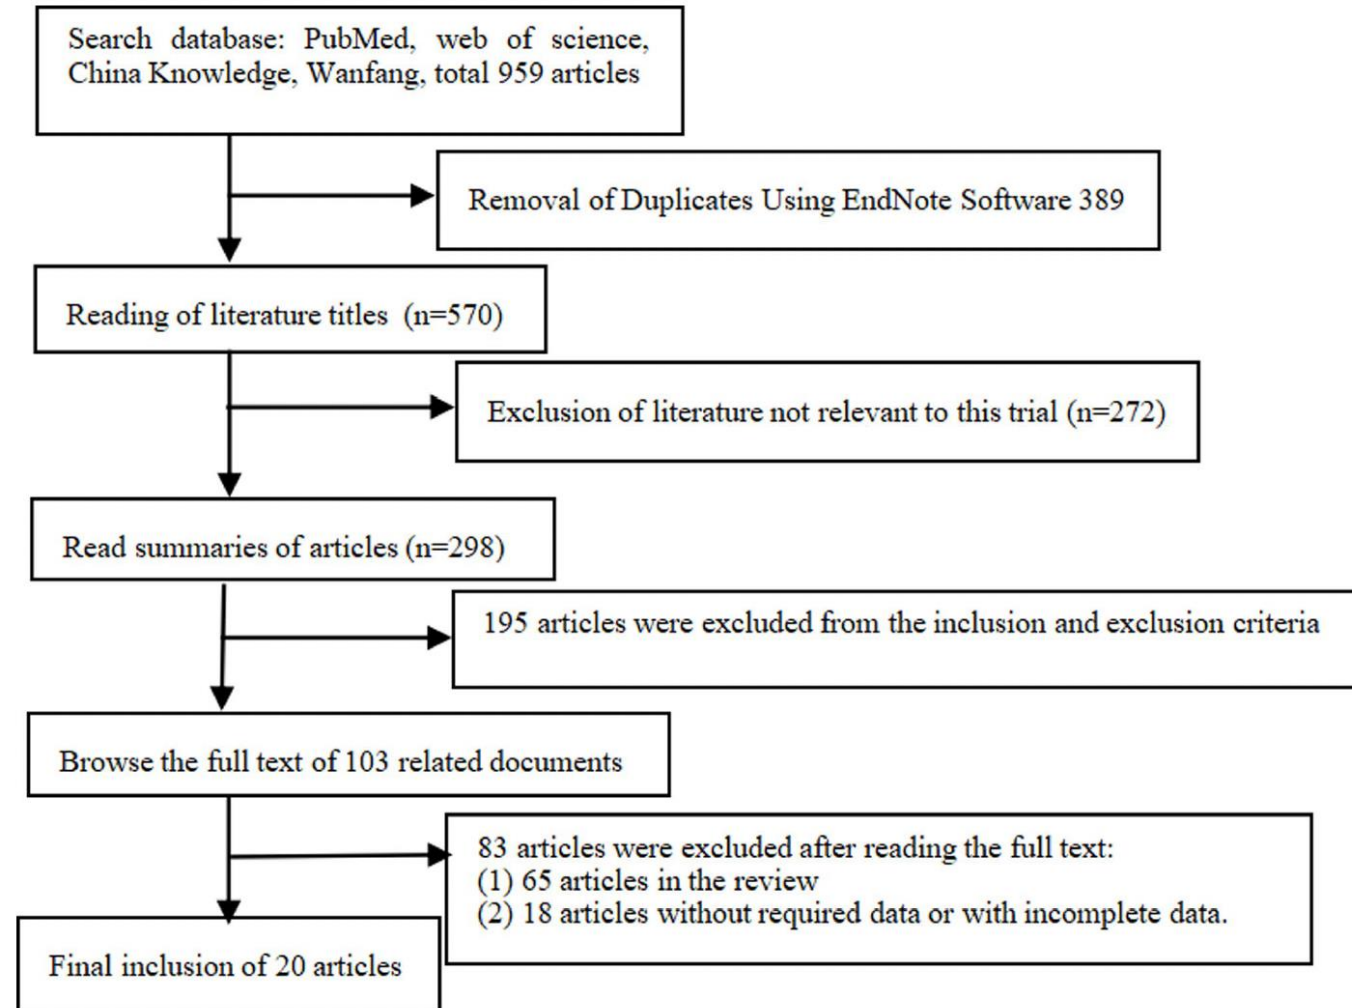 Search database: PubMed, web of science,
China Knowledge, Wanfang, total 959 articles
Removal of Duplicates Using EndNote Software 389
Reading of literature titles (n=570)
Exclusion of literature not relevant to this trial (n=272)
Read summaries of articles (n=298)
195 articles were excluded from the inclusion and exclusion criteria
Browse the full text of 103 related documents
83 articles were excluded after reading the full text:
(1) 65 articles in the review
(2) 18 articles without required data or with incomplete data.
Final inclusion of 20 articles